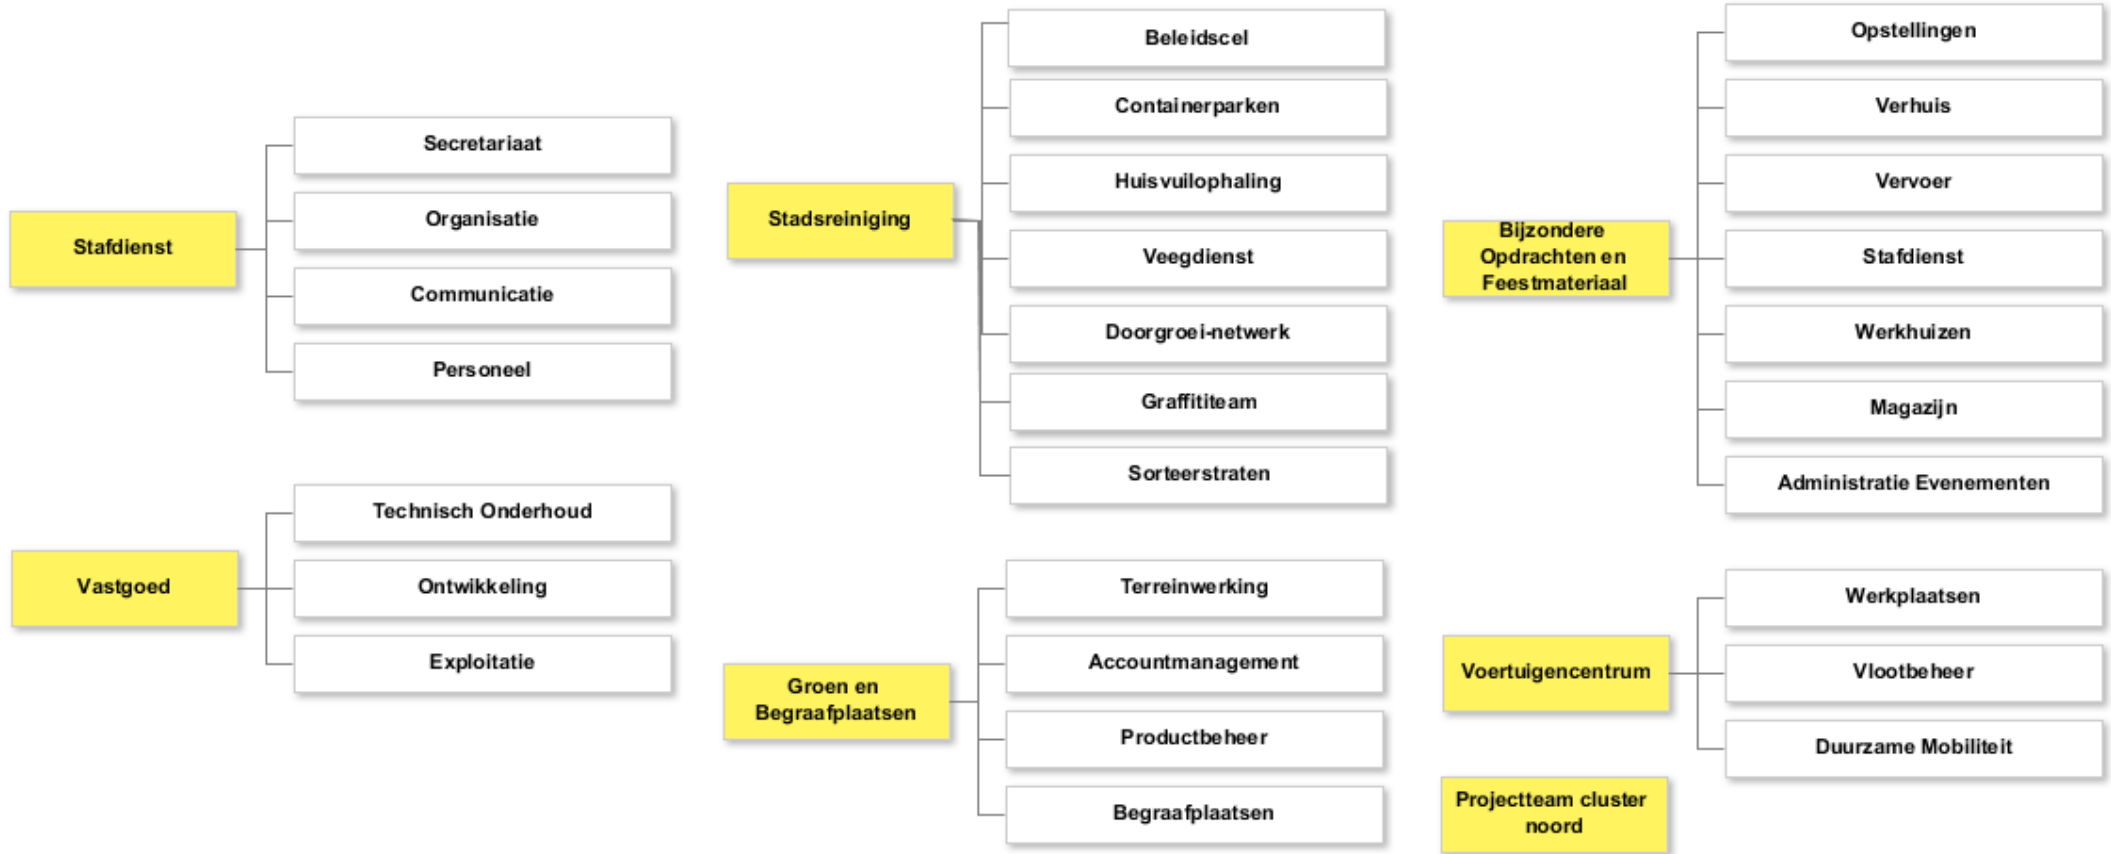 Stafdienst
Secretariaat
Organisatie
Communicatie
Personeel
Vastgoed
Technisch Onderhoud
Ontwikkeling
Exploitatie
Stadsreiniging
Beleidscel
Containerparken
Huisvuilophaling
Veegdienst
Doorgroei-netwerk
Graffititeam
Sorteerstraten
Groen en
Begraafplaatsen
Terreinwerking
Accountmanagement
Productbeheer
Begraafplaatsen
Bijzondere
Opdrachten en
Feestmateriaal
Opstellingen
Verhuis
Vervoer
Stafdienst
Werkhuizen
Magazijn
Administratie Evenementen
Voertuigencentrum
Werkplaatsen
Vlootbeheer
Duurzame Mobiliteit
Projectteam cluster
noord